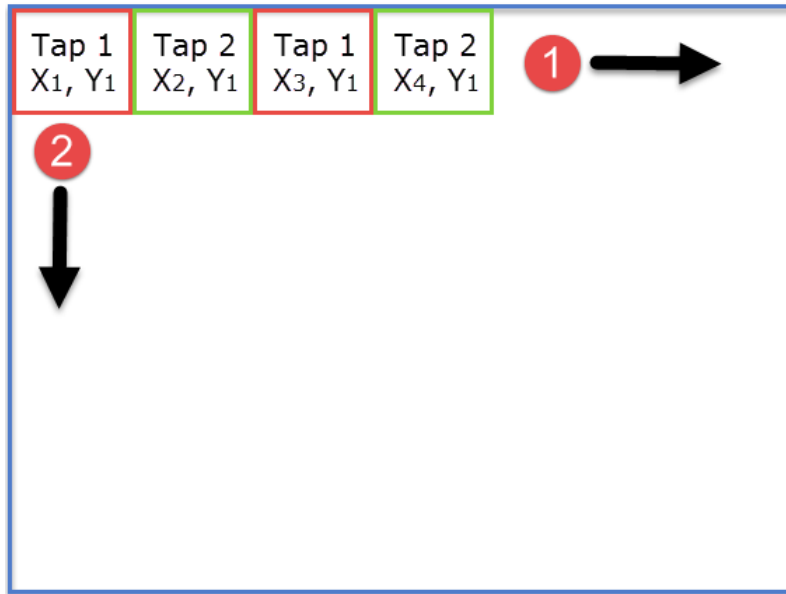 Tap 1 Tap 2 Tap 1 Tap 2
X1, Y1 X2, Y1 X3, Y1 X4, Y1
1
2